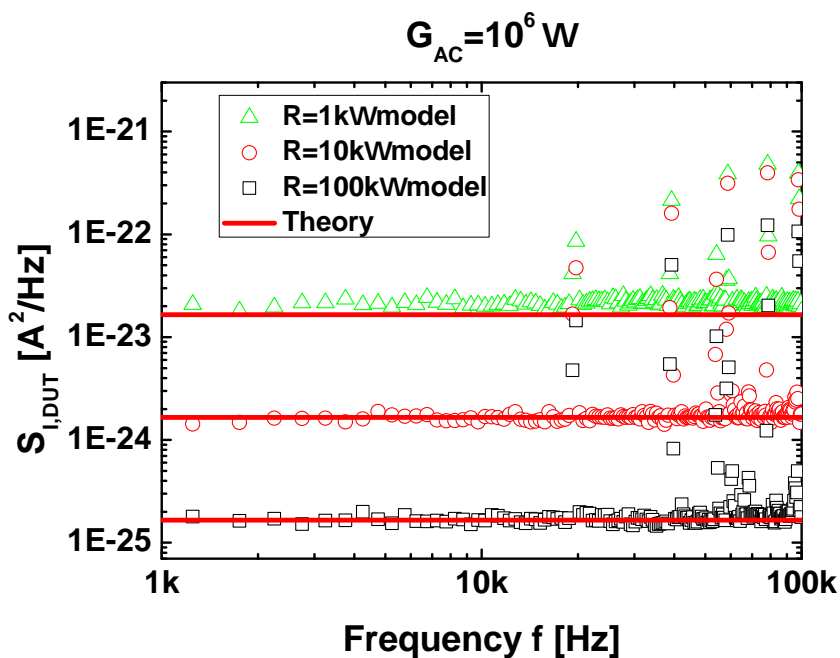 G_AC=10^6 W
1E-21
1E-22
1E-23
1E-24
1E-25
S_I,DUT [A^2/Hz]
R=1kWmodel
R=10kWmodel
R=100kWmodel
Theory
1k
10k
100k
Frequency f [Hz]